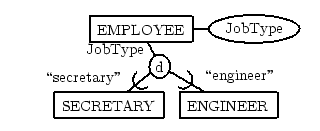 EMPLOYEE
JobType
JobType
d
“secretary”
“engineer”
SECRETARY
ENGINEER